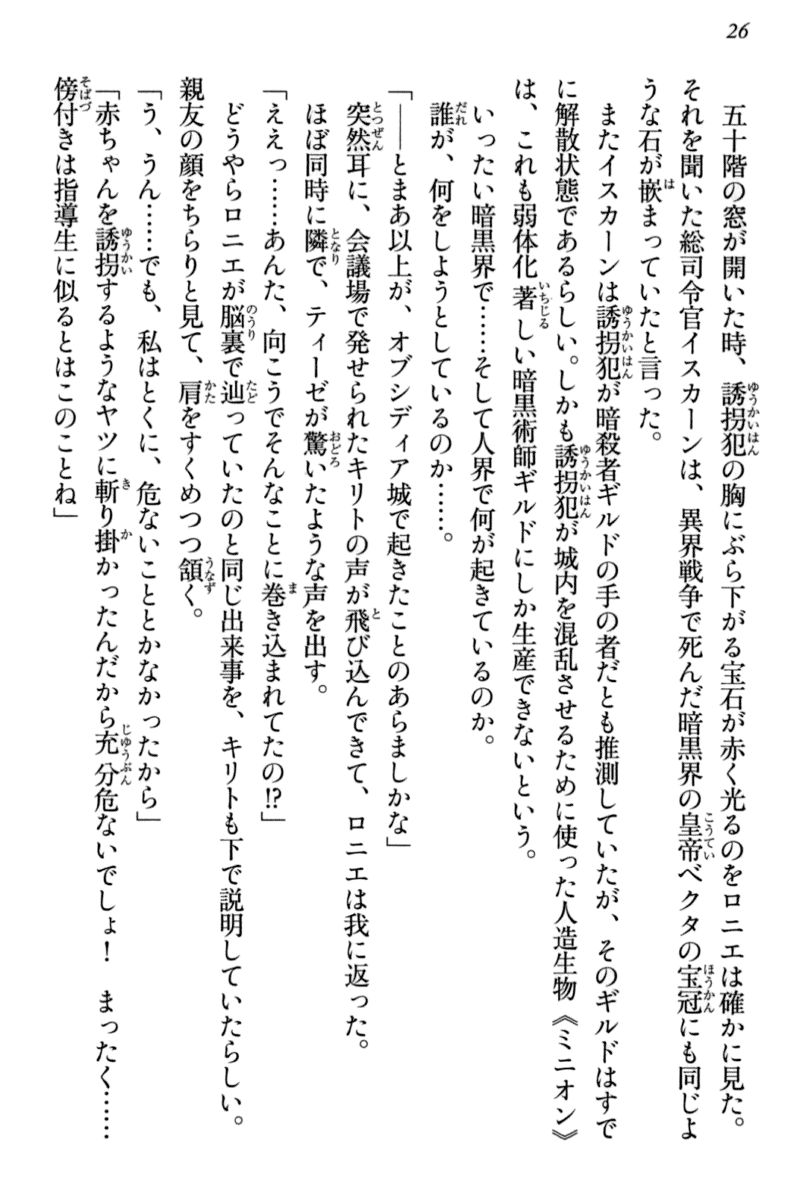 26
五十階の窓が開いた時、誘拐犯の胸にぶら下がる宝石が赤く光るのをロニエは確かに見た。
それを聞いた総司令官イスカーンは、異界戦争で死んだ暗黒界の皇帝ベクタの宝冠にも同じよ
うな石が嵌まっていたと言った。
またイスカーンは誘拐犯が暗殺者ギルドの手の者だとも推測していたが、そのギルドはすで
に解散状態であるらしい。しかも誘拐犯が城内を混乱させるために使った人造生物《ミニオン》
は、これも弱体化著しい暗黒術師ギルドにしか生産できないという。
いったい暗黒界で……そして人界で何が起きているのか。
誰が、何をしようとしているのか……。
「――とまあ以上が、オブシディア城で起きたことのあらましかな」
突然耳に、会議場で発せられたキリトの声が飛び込んできて、ロニエは我に返った。
ほぼ同時に隣で、ティーゼが驚いたような声を出す。
「ええっ……あんた、向こうでそんなことに巻き込まれてたの!?」
どうやらロニエが脳裏で辿っていたのと同じ出来事を、キリトも下で説明していたらしい。
親友の顔をちらりと見て、肩をすくめつつ頷く。
「う、うん……でも、私はとくに、危ないこととかなかったから」
「赤ちゃんを誘拐するようなヤツに斬り掛かったんだから充分危ないでしょ！　まったく……
傍付きは指導生に似るとはこのことね」